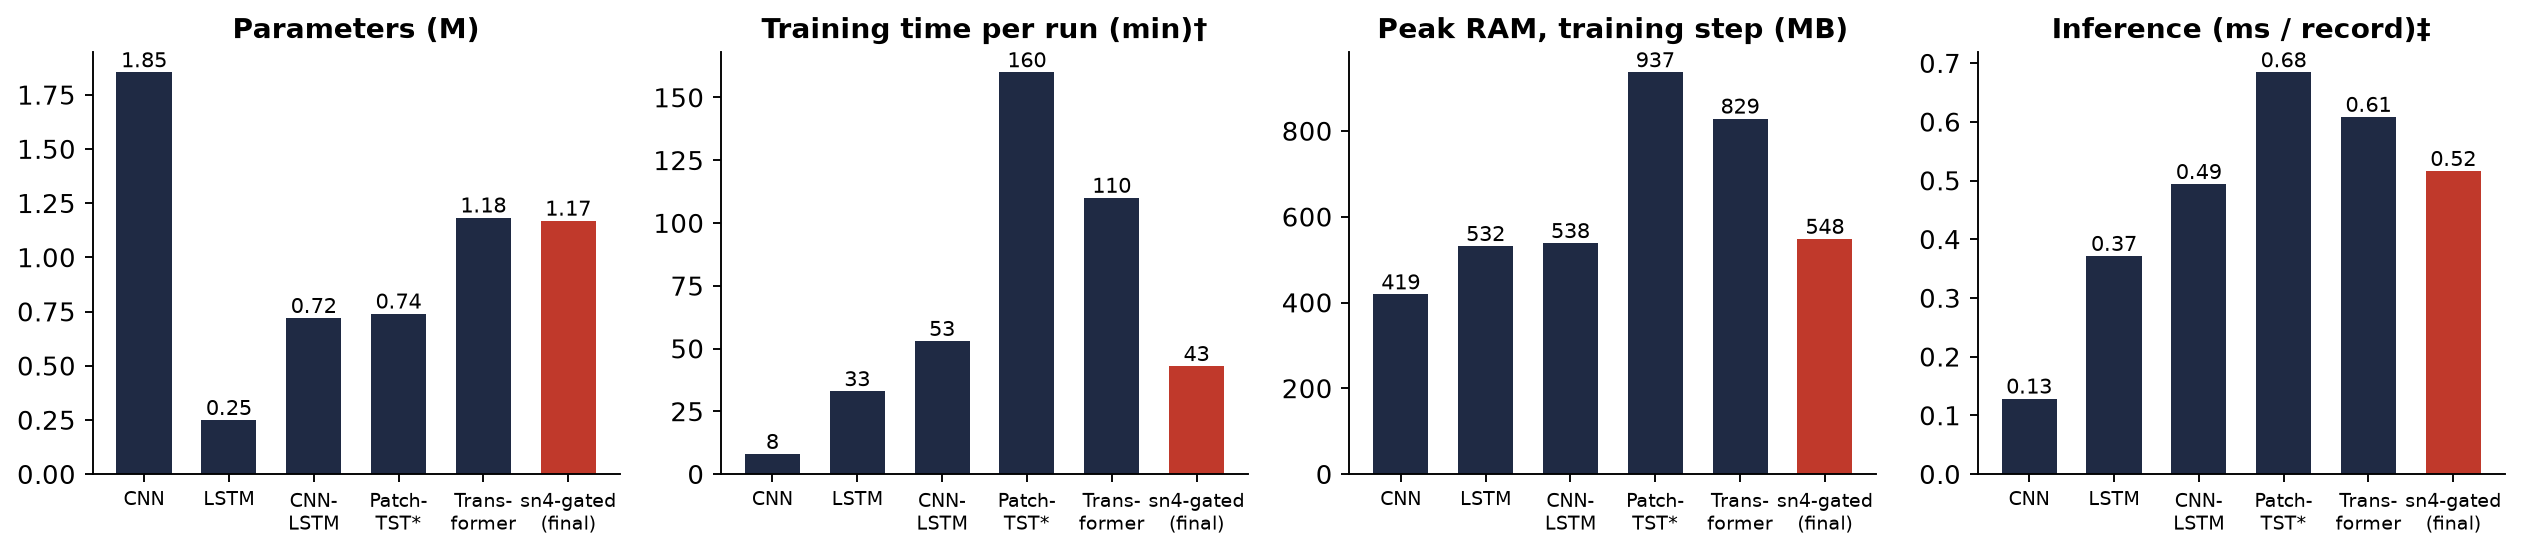 Parameters (M)
1.85
0.25
0.72
0.74
1.18
1.17
1.75
1.50
1.25
1.00
0.75
0.50
0.25
0.00
CNN
LSTM
CNN-
LSTM
Patch-
TST*
Trans-
former
sn4-gated
(final)
Training time per run (min)†
8
33
53
160
110
43
150
125
100
75
50
25
0
CNN
LSTM
CNN-
LSTM
Patch-
TST*
Trans-
former
sn4-gated
(final)
Peak RAM, training step (MB)
419
532
538
937
829
548
800
600
400
200
0
CNN
LSTM
CNN-
LSTM
Patch-
TST*
Trans-
former
sn4-gated
(final)
Inference (ms / record)‡
0.13
0.37
0.49
0.68
0.61
0.52
0.7
0.6
0.5
0.4
0.3
0.2
0.1
0.0
CNN
LSTM
CNN-
LSTM
Patch-
TST*
Trans-
former
sn4-gated
(final)